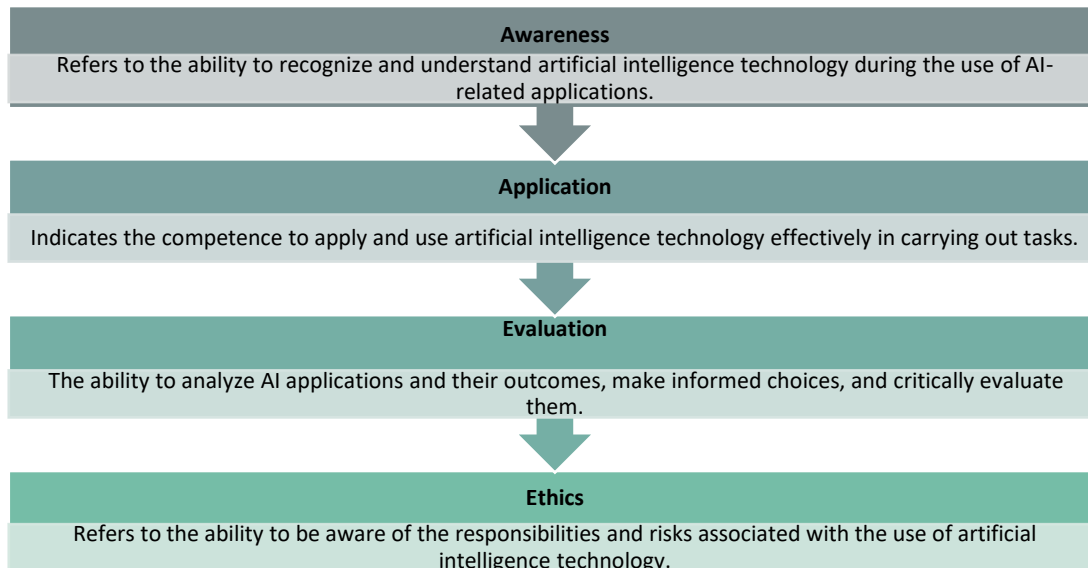 Awareness
Refers to the ability to recognize and understand artificial intelligence technology during the use of AI-
related applications.
Application
Indicates the competence to apply and use artificial intelligence technology effectively in carrying out tasks.
Evaluation
The ability to analyze AI applications and their outcomes, make informed choices, and critically evaluate
them.
Ethics
Refers to the ability to be aware of the responsibilities and risks associated with the use of artificial
intelligence technology.